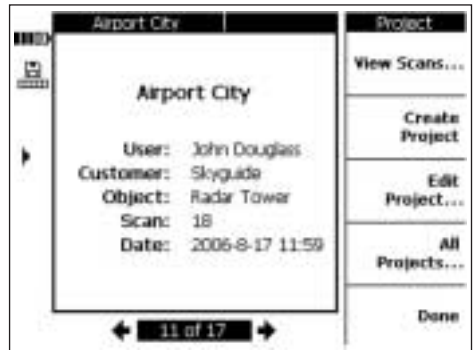 Airport City
Project
Airport City
User: John Douglass
Customer: Skyguide
Object: Radar Tower
Scan: 18
Date: 2006-8-17 11:59
11 of 17
View Scans...
Create
Project
Edit
Project...
All
Projects...
Done